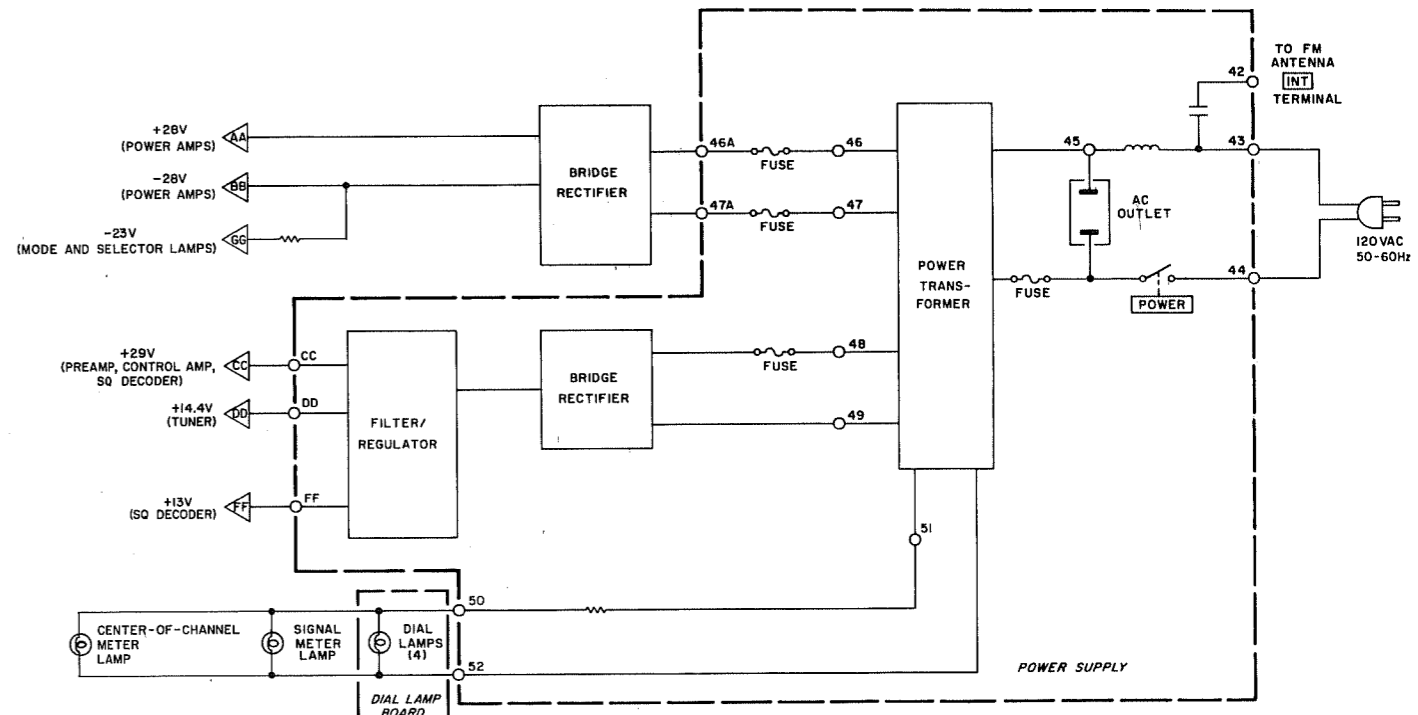 TO FM
ANTENNA
INT
TERMINAL
42
+28V
(POWER AMPS)
AA
-28V
(POWER AMPS)
BB
-23V
(MODE AND SELECTOR LAMPS)
GG
BRIDGE
RECTIFIER
46A
FUSE
46
47A
FUSE
47
POWER
TRANS-
FORMER
45
43
AC
OUTLET
120VAC
50-60Hz
FUSE
POWER
44
+29V
(PREAMP, CONTROL AMP,
SQ DECODER)
CC
CC
+14.4V
(TUNER)
DD
DD
+13V
(SQ DECODER)
FF
FF
FILTER/
REGULATOR
BRIDGE
RECTIFIER
FUSE
48
49
51
50
52
CENTER-OF-CHANNEL
METER
LAMP
SIGNAL
METER
LAMP
DIAL
LAMPS
(4)
DIAL LAMP
BOARD
POWER SUPPLY